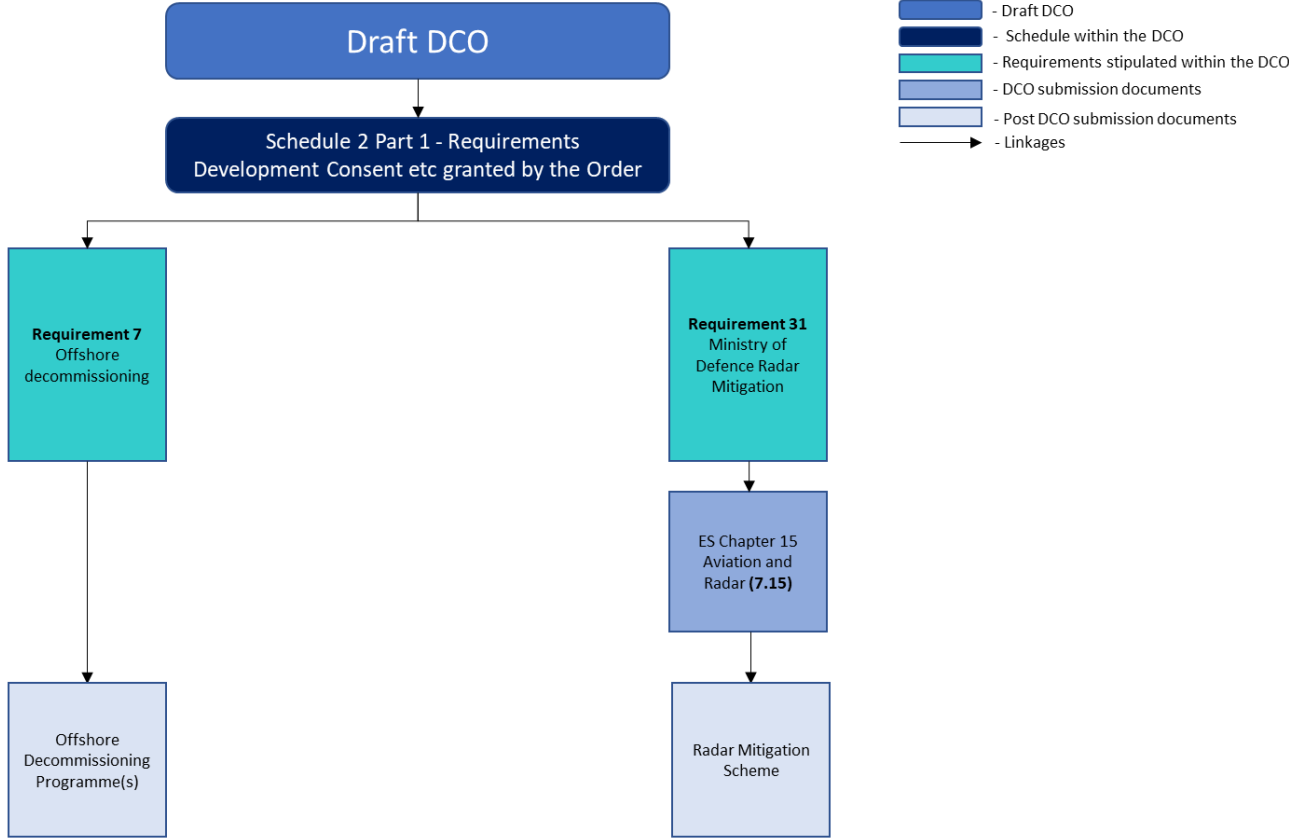 Draft DCO
Schedule 2 Part 1 - Requirements
Development Consent etc granted by the Order
Requirement 7
Offshore
decommissioning
Requirement 31
Ministry of
Defence Radar
Mitigation
ES Chapter 15
Aviation and
Radar (7.15)
Offshore
Decommissioning
Programme(s)
Radar Mitigation
Scheme
- Draft DCO
- Schedule within the DCO
- Requirements stipulated within the DCO
- DCO submission documents
- Post DCO submission documents
- Linkages